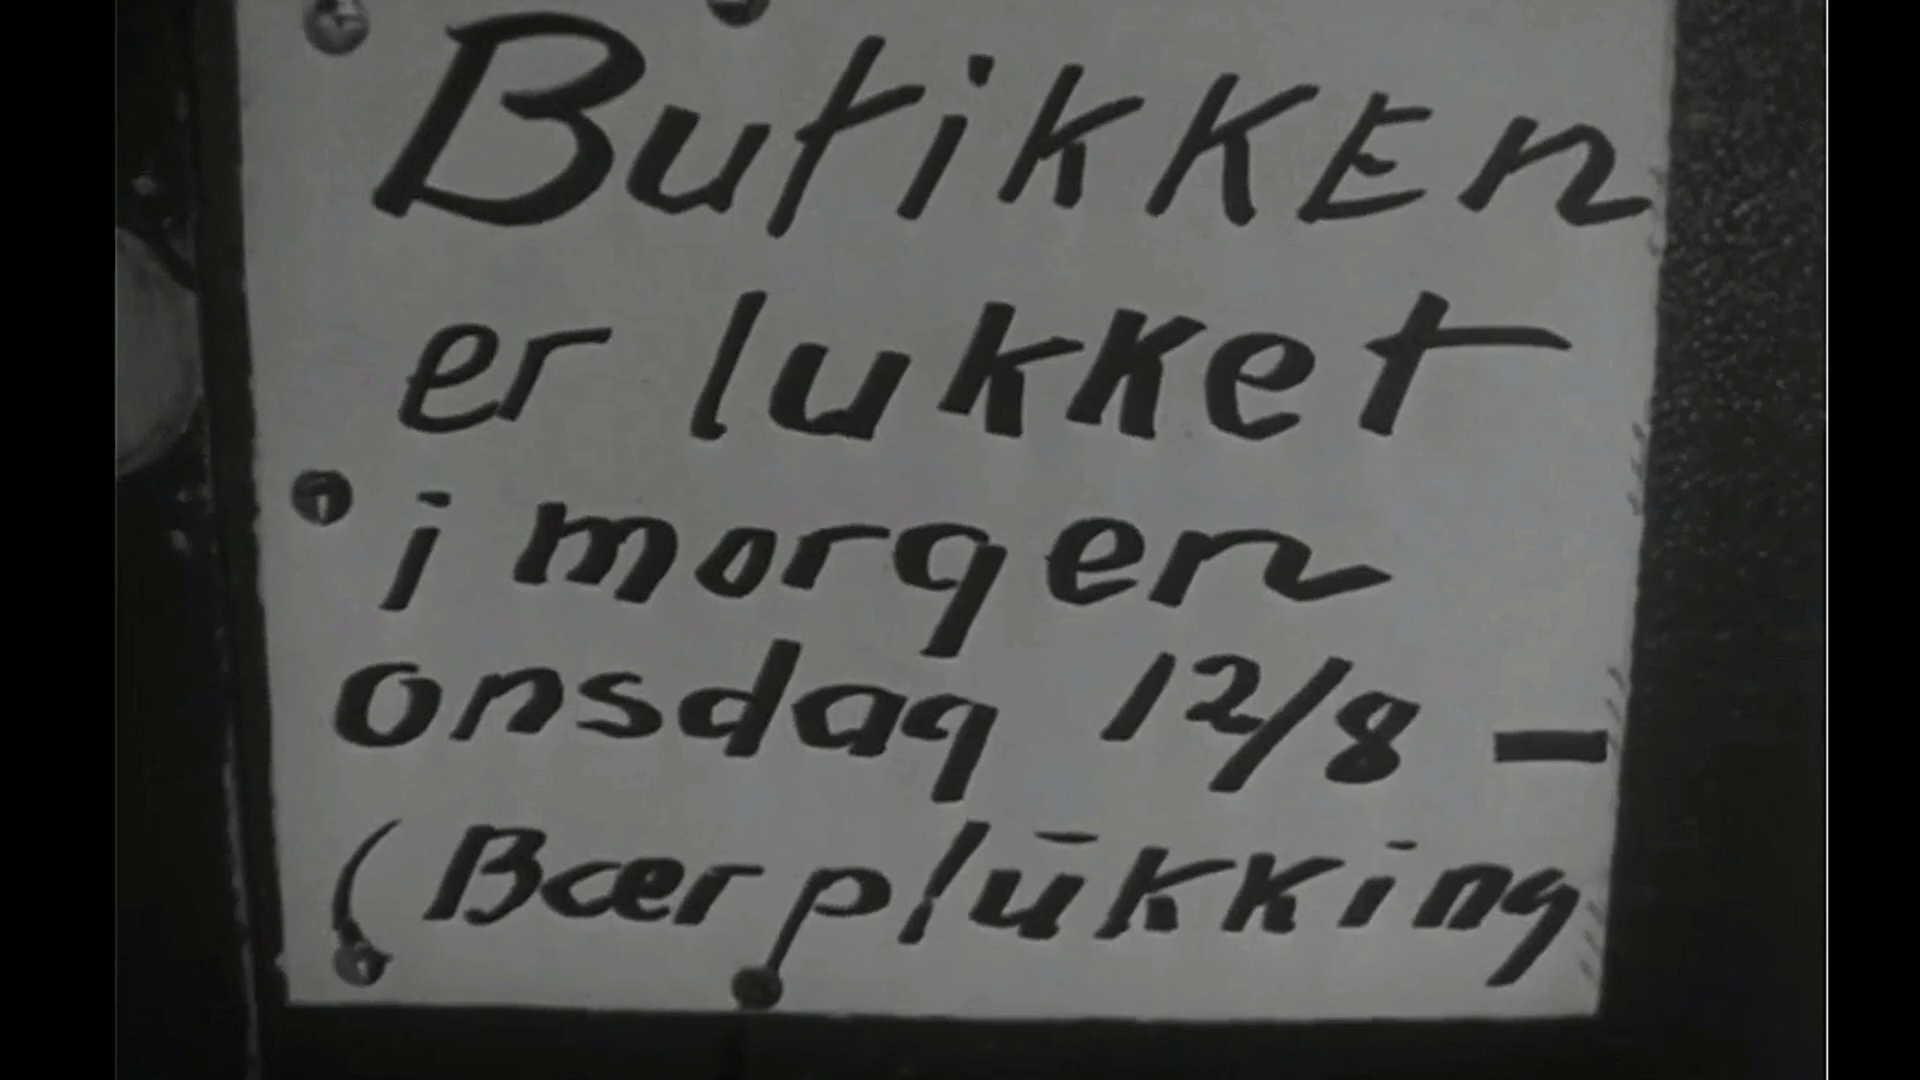 Butikken
er lukket
i morgen
onsdag 12/8 –
(Bærplukking